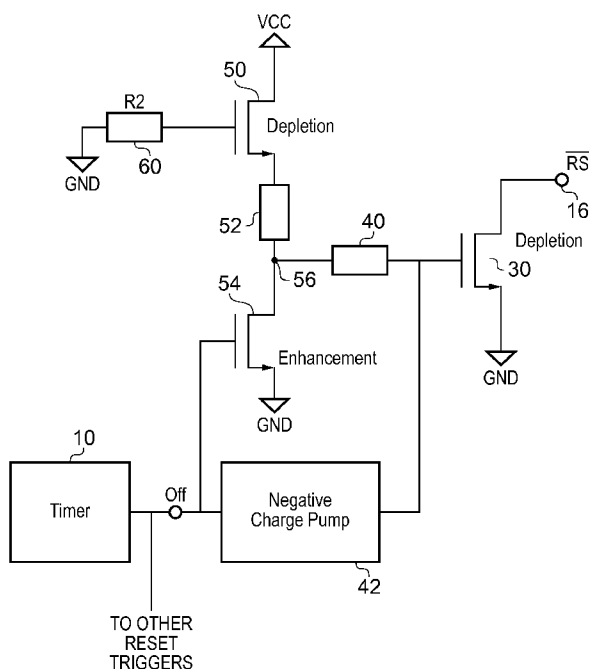 VCC
50
R2
Depletion
60
GND
RS
52
40
16
Depletion
30
56
54
Enhancement
GND
GND
10
Timer
Off
Negative
Charge Pump
42
TO OTHER
RESET
TRIGGERS